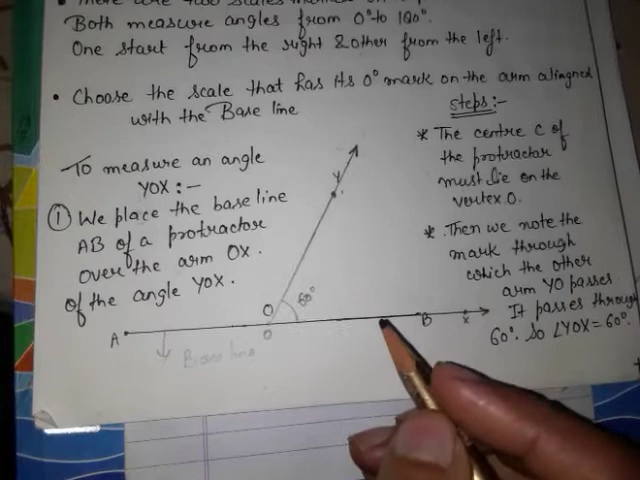 Both measure angles from 0° to 180°.
One start from the right & other from the left.
• Choose the scale that has its 0° mark on the arm alingned
with the Base line
To measure an angle
YOX :-
① We place the base line
AB of a protractor
over the arm OX.
of the angle YOX.
Steps:-
* The centre C of
the protractor
must lie on the
vertex O.
* Then we note the
mark through
which the other
arm YO passes
It passes through
60°. So ∠YOX = 60°.
Y
O
60°
A
O
B
X
Base line